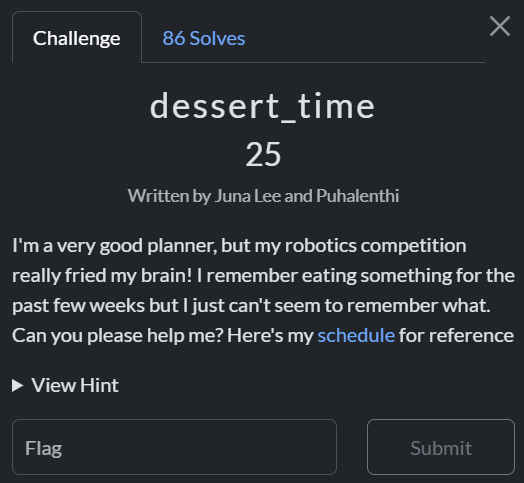 Challenge
86 Solves
dessert_time
25
Written by Juna Lee and Puhalenthi
I'm a very good planner, but my robotics competition
really fried my brain! I remember eating something for the
past few weeks but I just can't seem to remember what.
Can you please help me? Here's my schedule for reference
View Hint
Flag
Submit